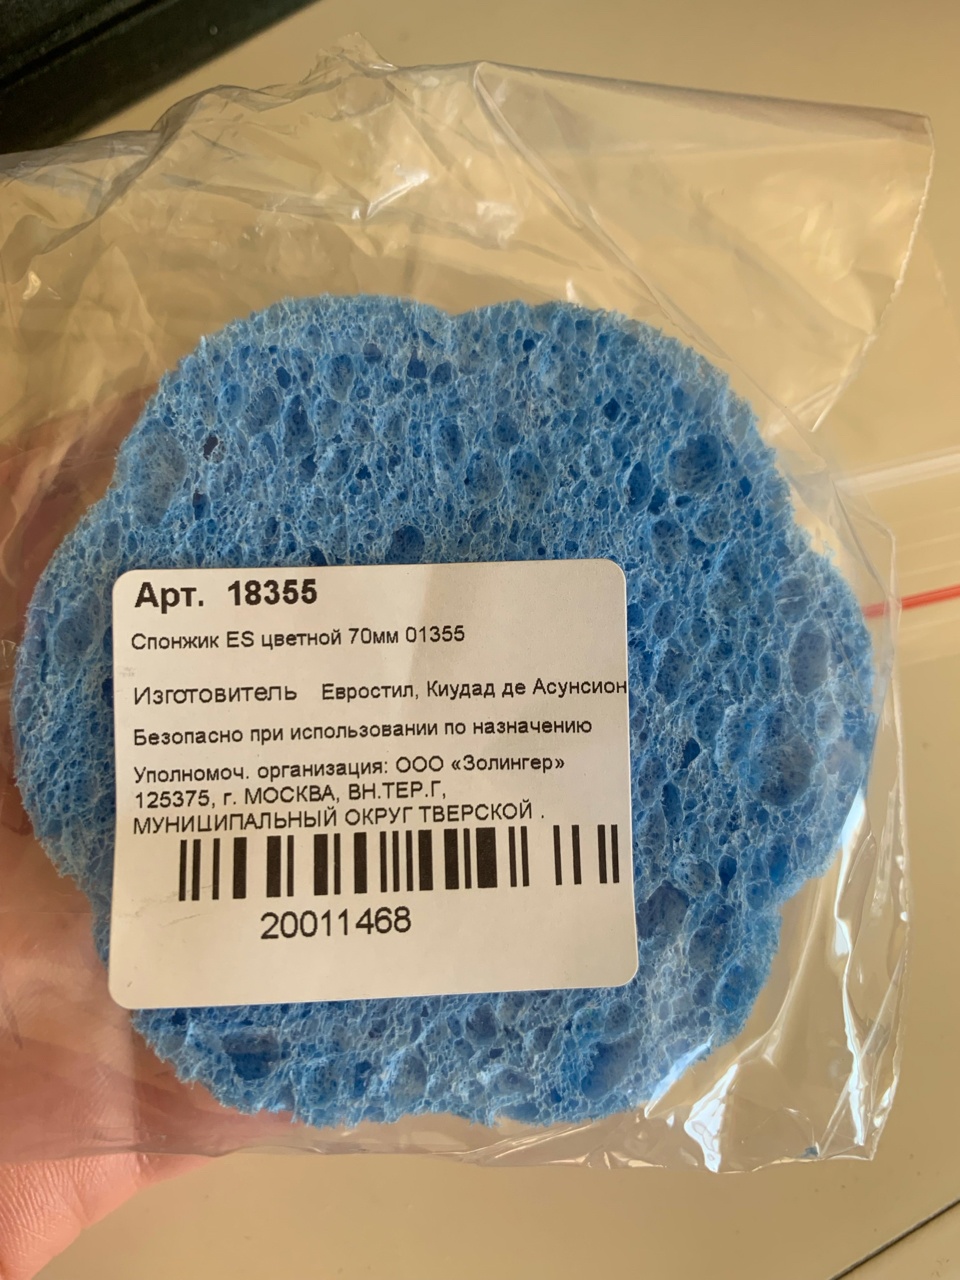 Арт. 18355
Спонжик ES цветной 70мм 01355
Изготовитель Евростил, Киудад де Асунсион
Безопасно при использовании по назначению
Уполномоч. организация: ООО «Золингер»
125375, г. МОСКВА, ВН.ТЕР.Г,
МУНИЦИПАЛЬНЫЙ ОКРУГ ТВЕРСКОЙ .
20011468